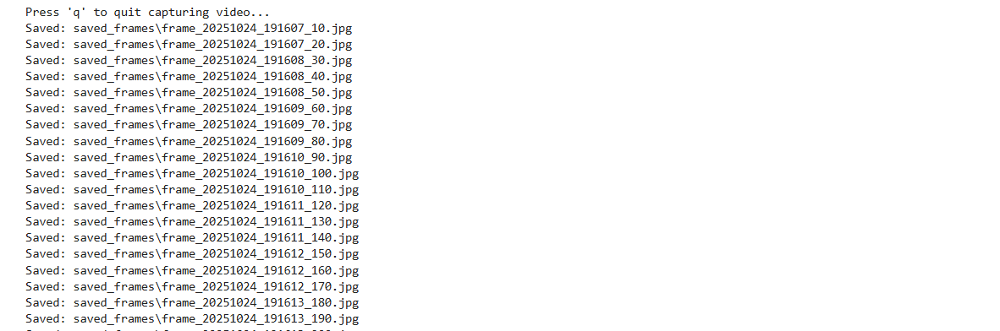 Press 'q' to quit capturing video...
Saved: saved_frames\frame_20251024_191607_10.jpg
Saved: saved_frames\frame_20251024_191607_20.jpg
Saved: saved_frames\frame_20251024_191608_30.jpg
Saved: saved_frames\frame_20251024_191608_40.jpg
Saved: saved_frames\frame_20251024_191608_50.jpg
Saved: saved_frames\frame_20251024_191609_60.jpg
Saved: saved_frames\frame_20251024_191609_70.jpg
Saved: saved_frames\frame_20251024_191609_80.jpg
Saved: saved_frames\frame_20251024_191610_90.jpg
Saved: saved_frames\frame_20251024_191610_100.jpg
Saved: saved_frames\frame_20251024_191610_110.jpg
Saved: saved_frames\frame_20251024_191611_120.jpg
Saved: saved_frames\frame_20251024_191611_130.jpg
Saved: saved_frames\frame_20251024_191611_140.jpg
Saved: saved_frames\frame_20251024_191612_150.jpg
Saved: saved_frames\frame_20251024_191612_160.jpg
Saved: saved_frames\frame_20251024_191612_170.jpg
Saved: saved_frames\frame_20251024_191613_180.jpg
Saved: saved_frames\frame_20251024_191613_190.jpg